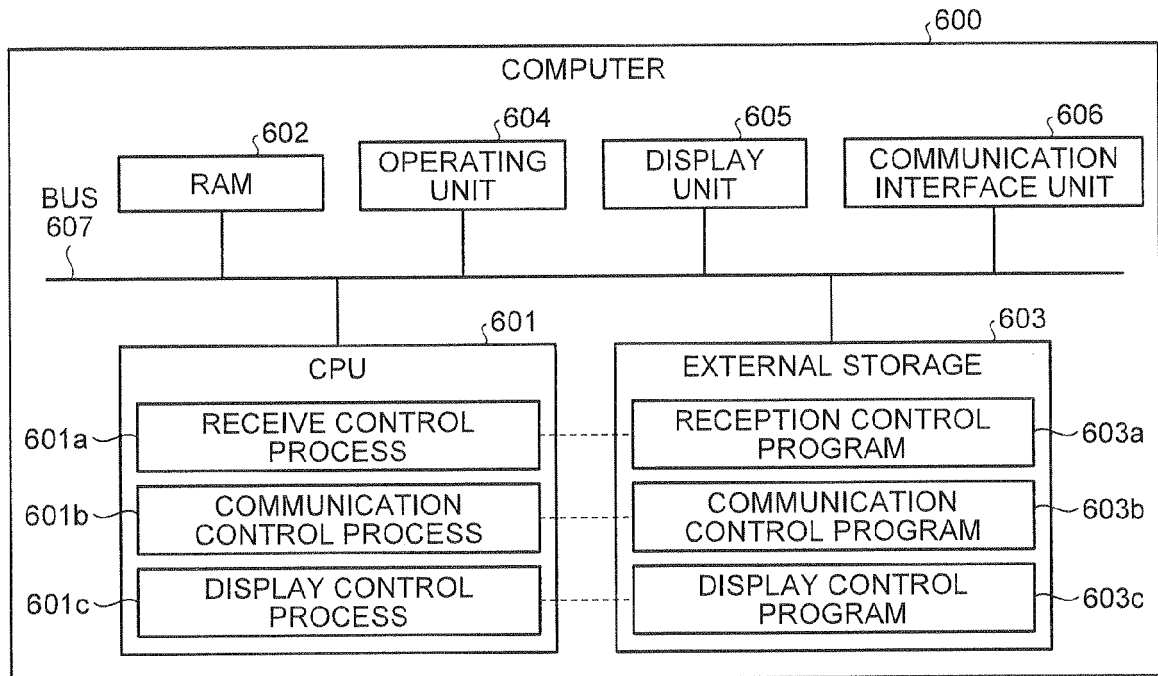 600
COMPUTER
602
604
605
606
RAM
OPERATING
UNIT
DISPLAY
UNIT
COMMUNICATION
INTERFACE UNIT
BUS
607
601
603
CPU
EXTERNAL STORAGE
601a
RECEIVE CONTROL
PROCESS
RECEPTION CONTROL
PROGRAM
603a
601b
COMMUNICATION
CONTROL PROCESS
COMMUNICATION
CONTROL PROGRAM
603b
601c
DISPLAY CONTROL
PROCESS
DISPLAY CONTROL
PROGRAM
603c